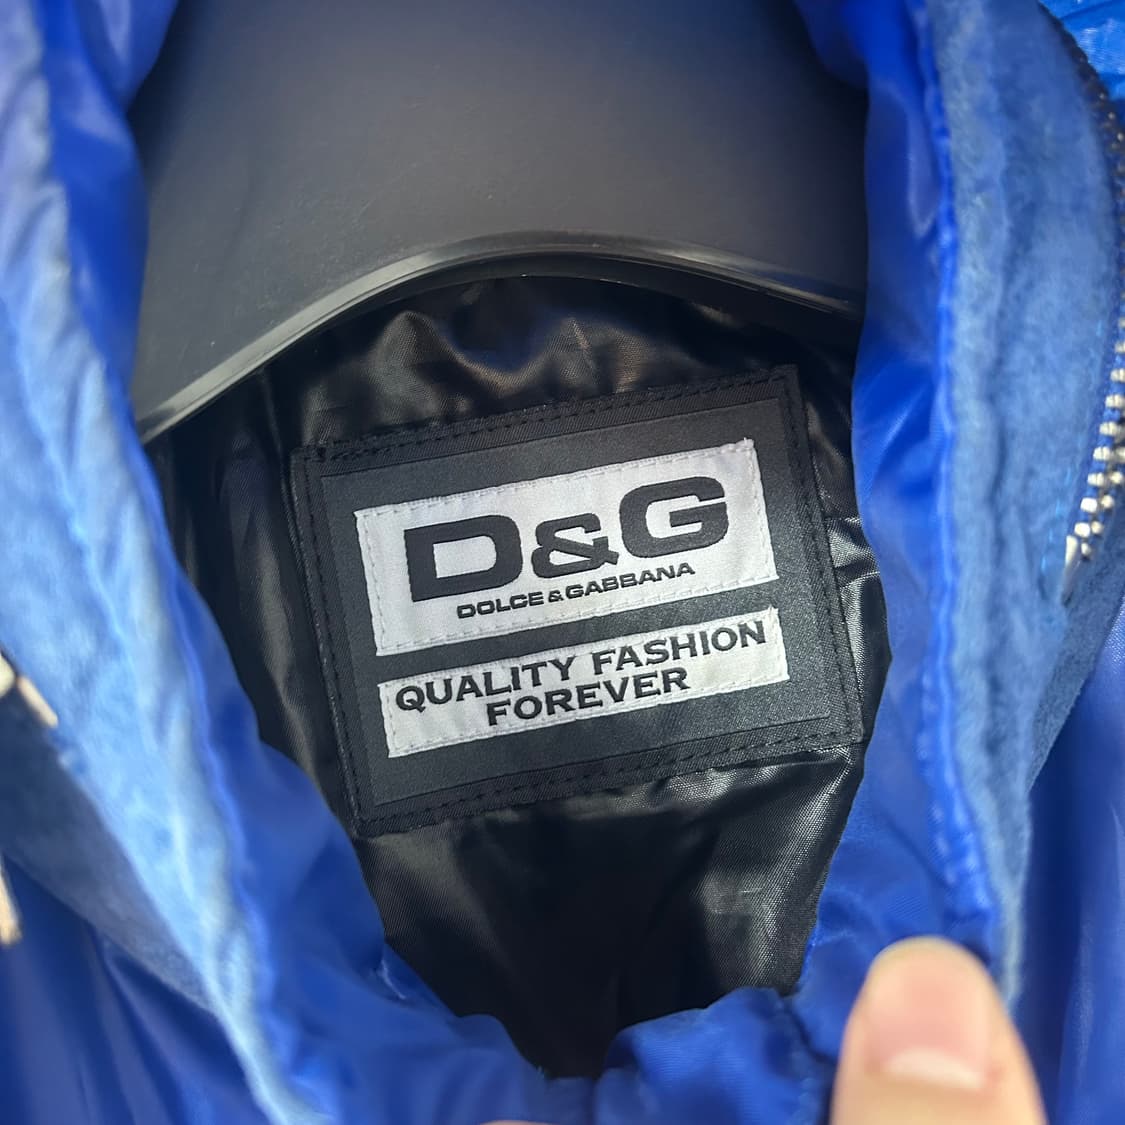 D&G
DOLCE & GABBANA
QUALITY FASHION
FOREVER